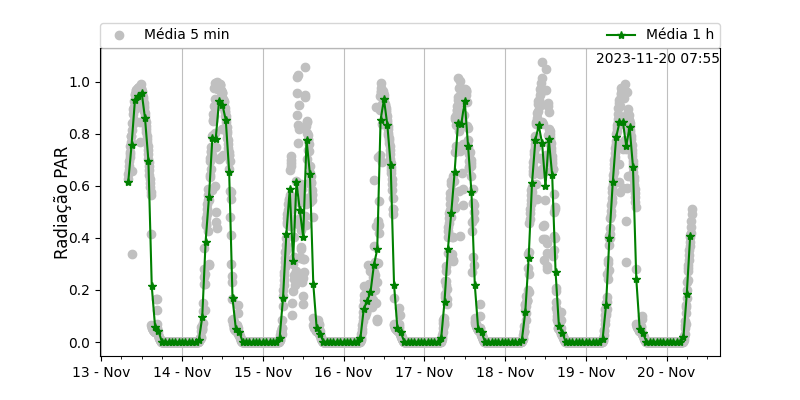 Média 5 min
Média 1 h
2023-11-20 07:55
Radiação PAR
1.0
0.8
0.6
0.4
0.2
0.0
13 - Nov
14 - Nov
15 - Nov
16 - Nov
17 - Nov
18 - Nov
19 - Nov
20 - Nov